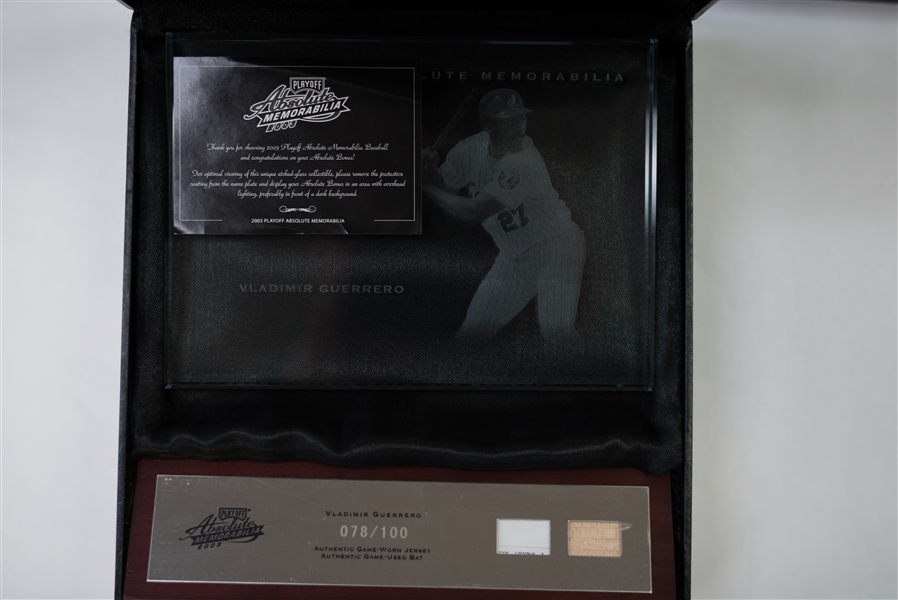 PLAYOFF
Absolute
MEMORABILIA
2003
Thank you for choosing 2003 Playoff Absolute Memorabilia Baseball
and congratulations on your Absolute Bonus!
For optimal viewing of this unique etched-glass collectible, please remove the protective
coating from the name plate and display your Absolute Bonus in an area with overhead
lighting, preferably in front of a dark background.
2003 PLAYOFF ABSOLUTE MEMORABILIA
LUTE MEMORABILIA
27
VLADIMIR GUERRERO
PLAYOFF
Absolute
MEMORABILIA
2003
VLADIMIR GUERRERO
078/100
AUTHENTIC GAME-WORN JERSEY
AUTHENTIC GAME-USED BAT